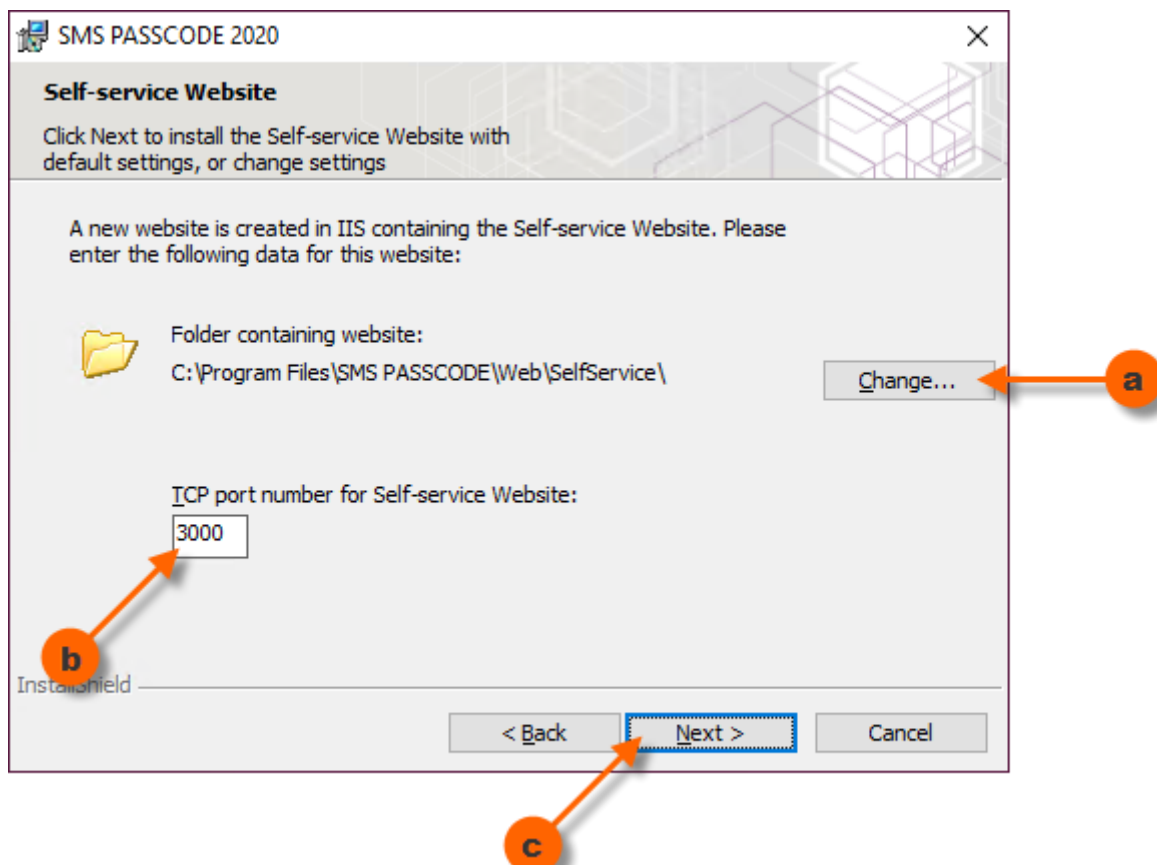 SMS PASSCODE 2020
Self-service Website
Click Next to install the Self-service Website with
default settings, or change settings
A new website is created in IIS containing the Self-service Website. Please
enter the following data for this website:
Folder containing website:
C:\Program Files\SMS PASSCODE\Web\SelfService\
Change...
a
TCP port number for Self-service Website:
3000
b
InstallShield
< Back
Next >
Cancel
c